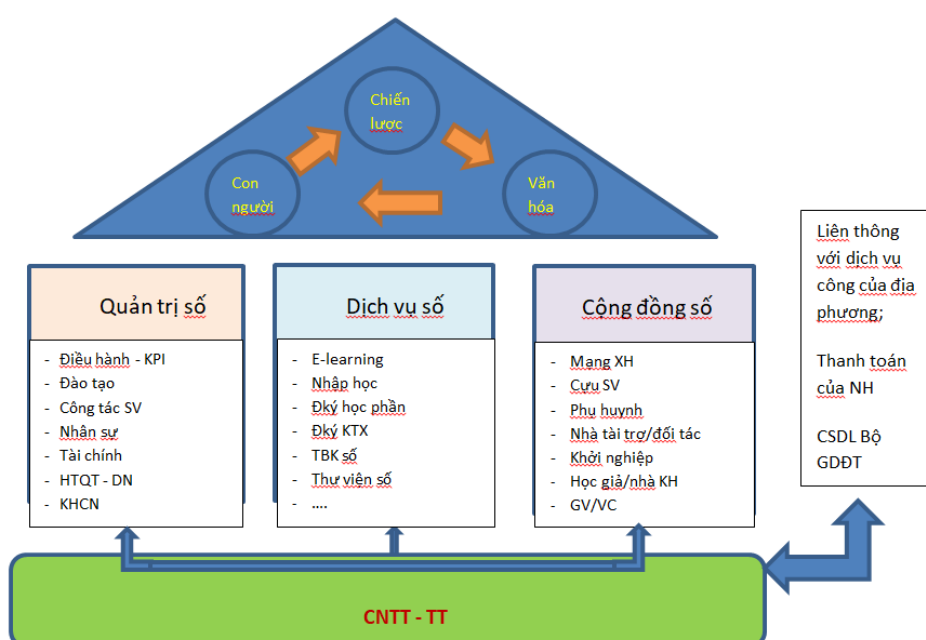 Chiến
lược
Con
người
Văn
hóa
Quản trị số
- Điều hành - KPI
- Đào tạo
- Công tác SV
- Nhân sự
- Tài chính
- HTQT - DN
- KHCN
Dịch vụ số
- E-learning
- Nhập học
- Đký học phần
- Đký KTX
- TBK số
- Thư viện số
- ....
Cộng đồng số
- Mạng XH
- Cựu SV
- Phụ huynh
- Nhà tài trợ/đối tác
- Khởi nghiệp
- Học giả/nhà KH
- GV/VC
Liên thông
với dịch vụ
công của địa
phương;
Thanh toán
của NH
CSDL Bộ
GDĐT
CNTT - TT